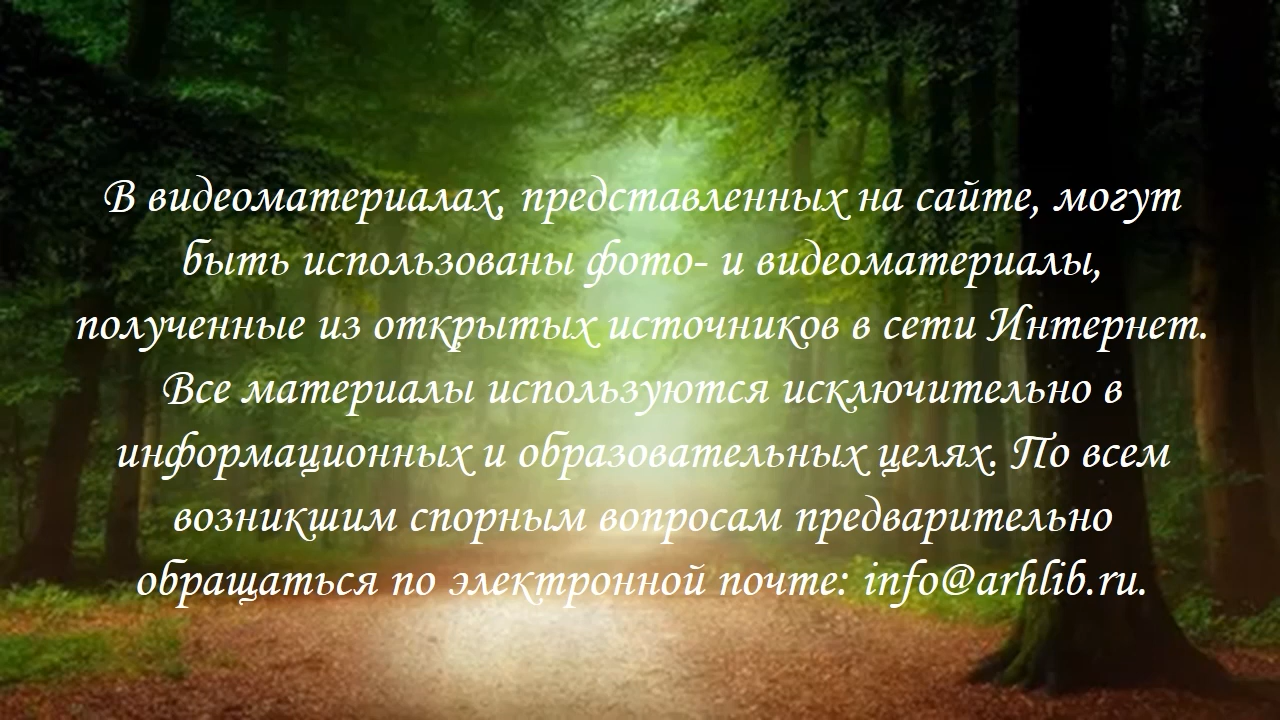 В видеоматериалах, представленных на сайте, могут
быть использованы фото- и видеоматериалы,
полученные из открытых источников в сети Интернет.
Все материалы используются исключительно в
информационных и образовательных целях. По всем
возникшим спорным вопросам предварительно
обращаться по электронной почте: info@arhlib.ru.